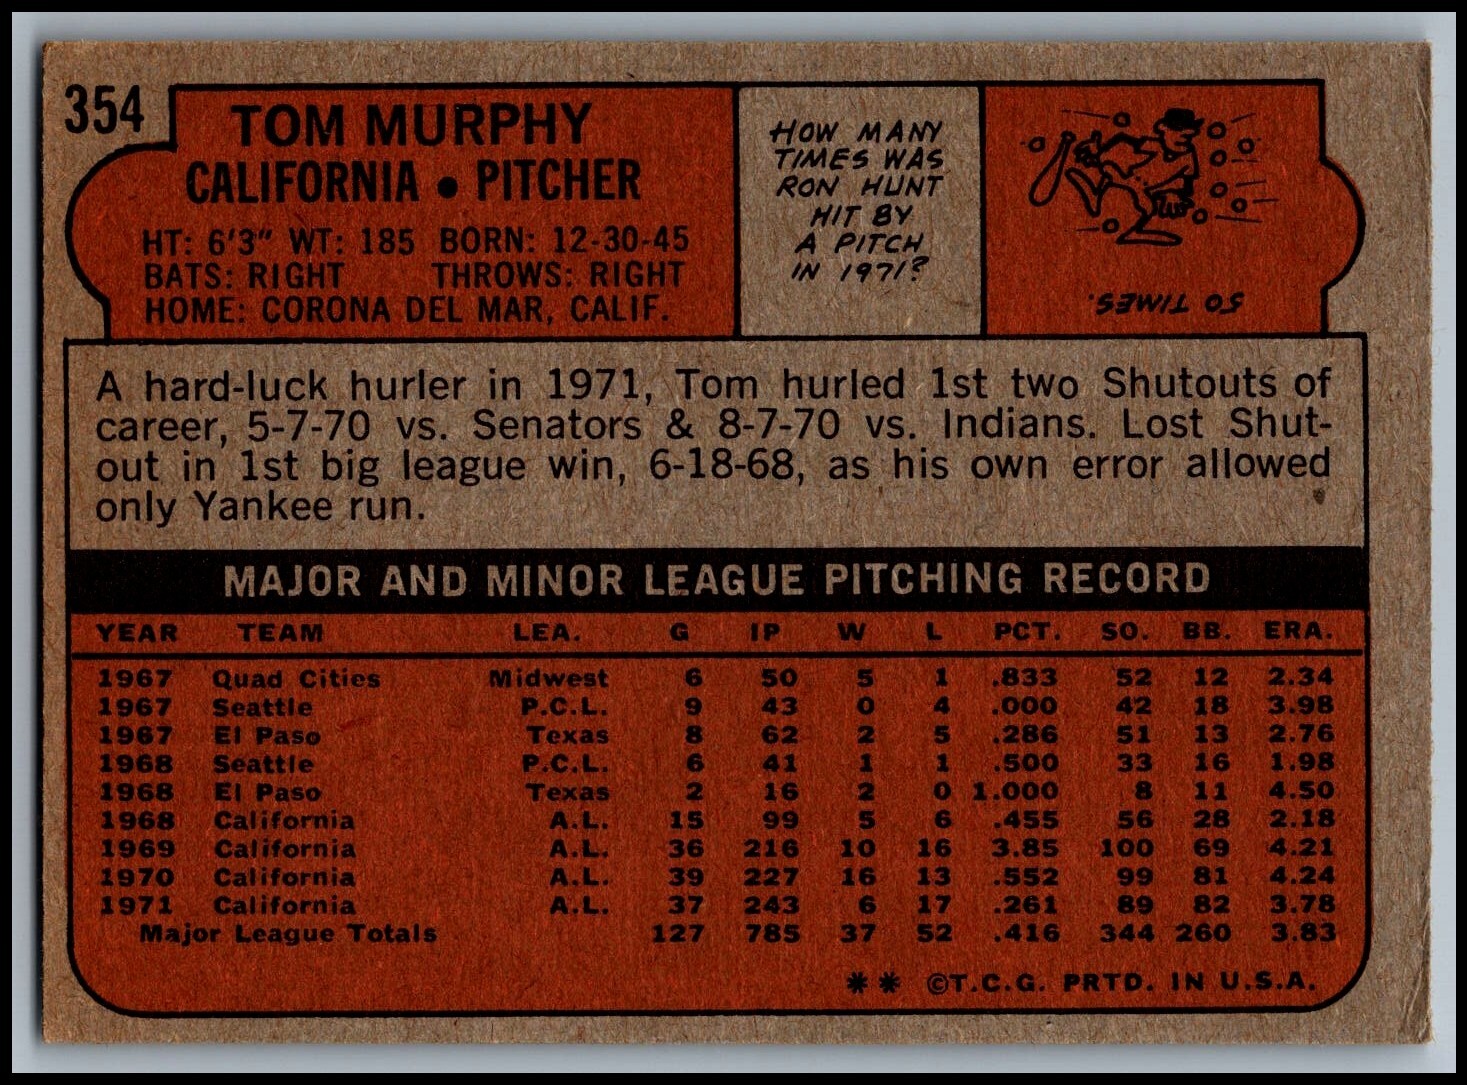 354
TOM MURPHY
CALIFORNIA • PITCHER
HT: 6'3" WT: 185 BORN: 12-30-45
BATS: RIGHT THROWS: RIGHT
HOME: CORONA DEL MAR, CALIF.
HOW MANY
TIMES WAS
RON HUNT
HIT BY
A PITCH
IN 1971?
50 TIMES.
A hard-luck hurler in 1971, Tom hurled 1st two Shutouts of
career, 5-7-70 vs. Senators & 8-7-70 vs. Indians. Lost Shut-
out in 1st big league win, 6-18-68, as his own error allowed
only Yankee run.
MAJOR AND MINOR LEAGUE PITCHING RECORD
YEAR TEAM LEA. G IP W L PCT. SO. BB. ERA.
1967 Quad Cities Midwest 6 50 5 1 .833 52 12 2.34
1967 Seattle P.C.L. 9 43 0 4 .000 42 18 3.98
1967 El Paso Texas 8 62 2 5 .286 51 13 2.76
1968 Seattle P.C.L. 6 41 1 1 .500 33 16 1.98
1968 El Paso Texas 2 16 2 0 1.000 8 11 4.50
1968 California A.L. 15 99 5 6 .455 56 28 2.18
1969 California A.L. 36 216 10 16 3.85 100 69 4.21
1970 California A.L. 39 227 16 13 .552 99 81 4.24
1971 California A.L. 37 243 6 17 .261 89 82 3.78
Major League Totals 127 785 37 52 .416 344 260 3.83
** ©T.C.G. PRTD. IN U.S.A.